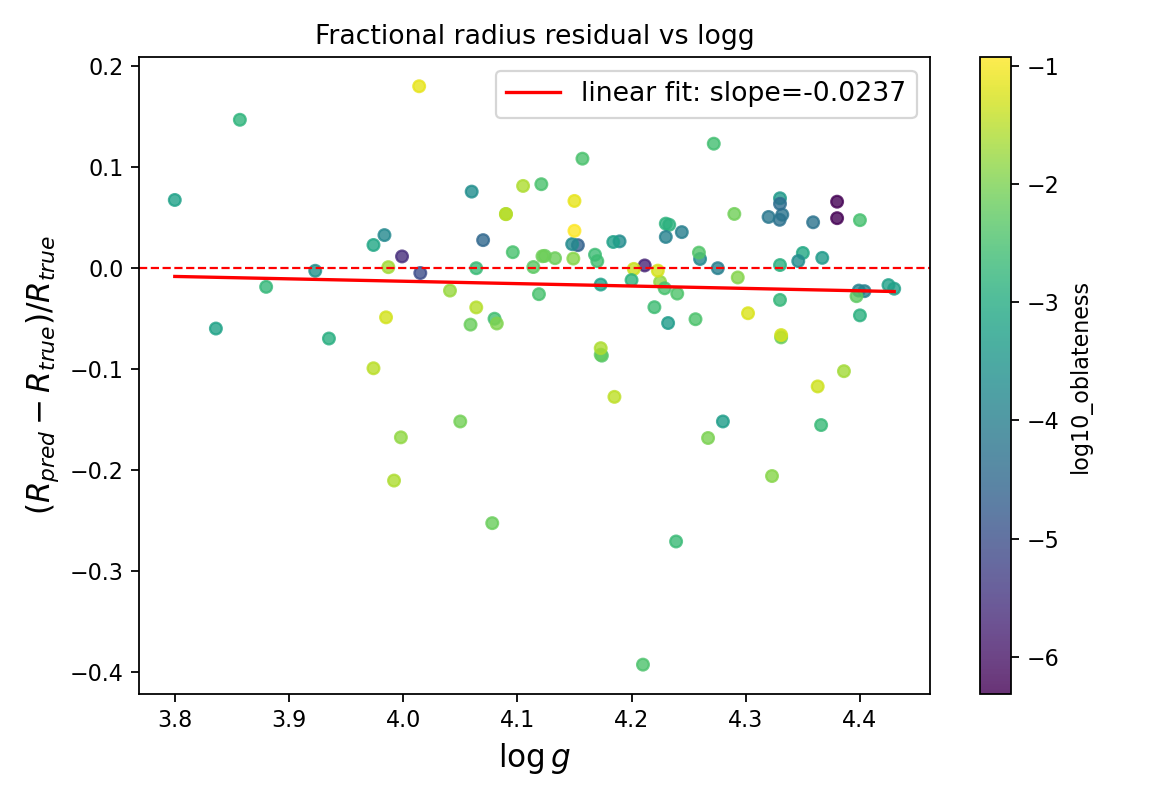 Fractional radius residual vs logg
linear fit: slope=-0.0237
(R_pred − R_true)/R_true
0.2
0.1
0.0
−0.1
−0.2
−0.3
−0.4
3.8 3.9 4.0 4.1 4.2 4.3 4.4
log g
−1
−2
−3
−4
−5
−6
log10_oblateness